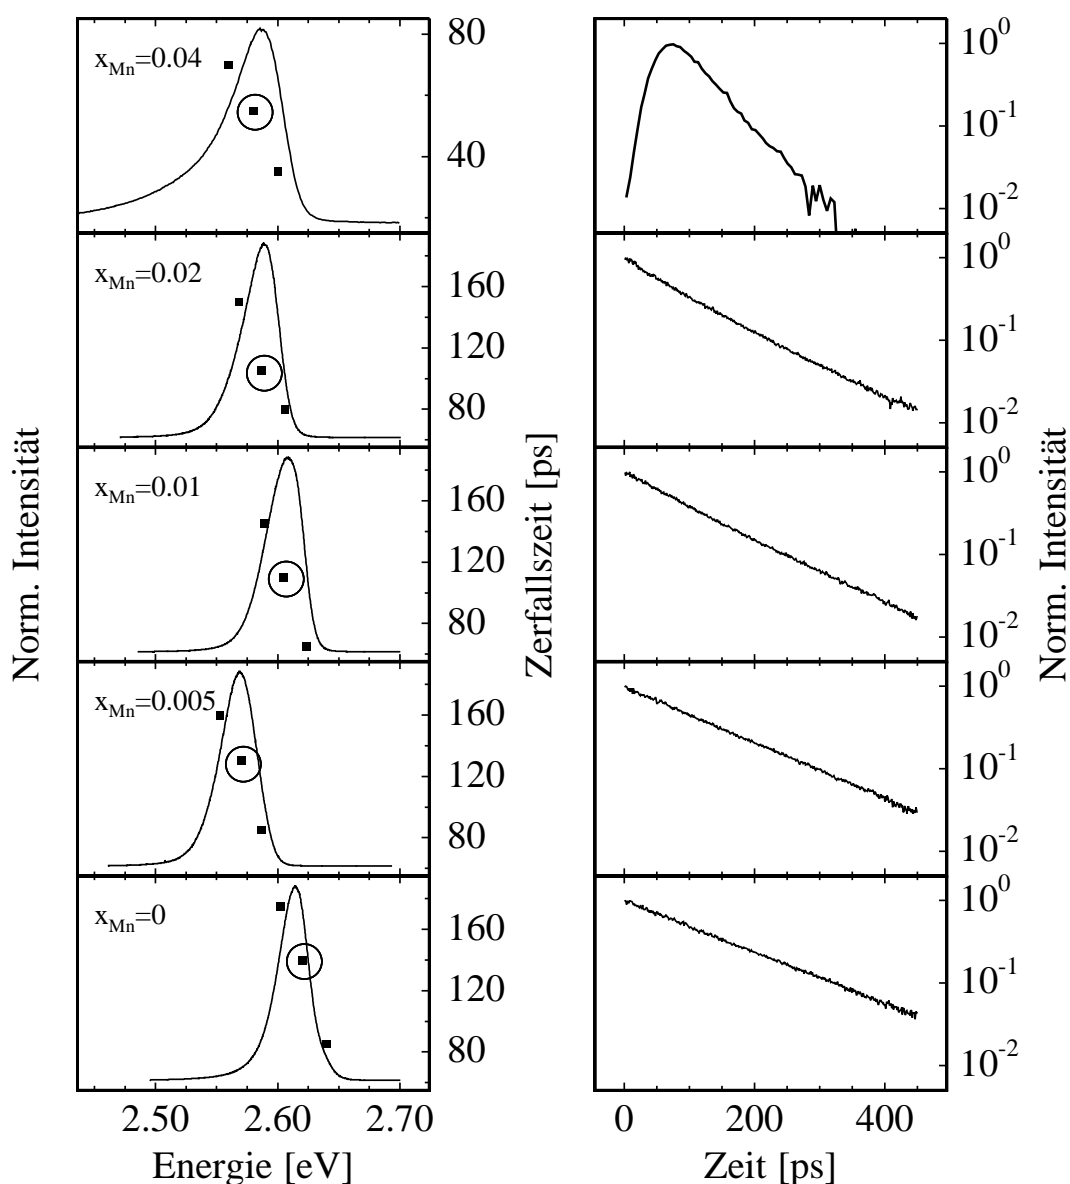 x_Mn=0.04
80
40
10^0
10^-1
10^-2
x_Mn=0.02
160
120
80
10^0
10^-1
10^-2
x_Mn=0.01
160
120
80
10^0
10^-1
10^-2
x_Mn=0.005
160
120
80
10^0
10^-1
10^-2
x_Mn=0
160
120
80
10^0
10^-1
10^-2
Norm. Intensität
Zerfallszeit [ps]
Norm. Intensität
2.50 2.60 2.70
0 200 400
Energie [eV]
Zeit [ps]